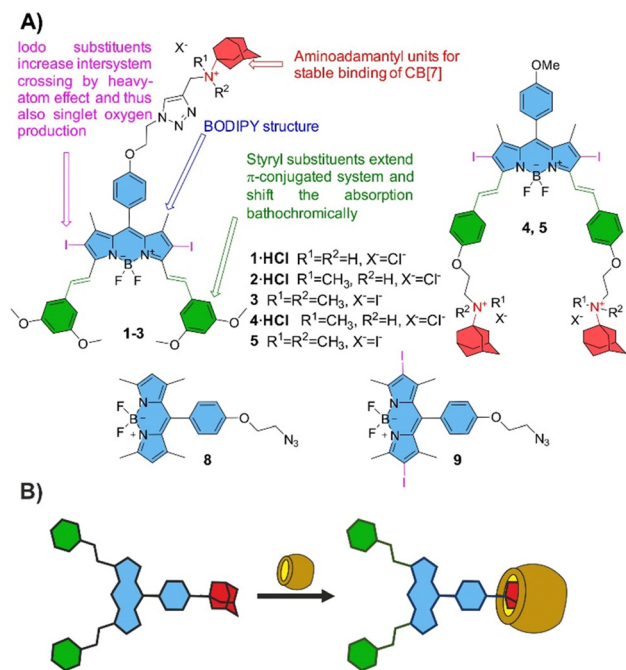 A)
Iodo substituents
increase intersystem
crossing by heavy-
atom effect and thus
also singlet oxygen
production
X⁻
R¹
N⁺
R²
Aminoadamantyl units for
stable binding of CB[7]
N
N
N
O
BODIPY structure
Styryl substituents extend
π-conjugated system and
shift the absorption
bathochromically
I
I
N
B⁻
N⁺
F
F
O
O
O
O
1-3
1·HCl R¹=R²=H, X⁻=Cl⁻
2·HCl R¹=CH₃, R²=H, X⁻=Cl⁻
3 R¹=R²=CH₃, X⁻=I⁻
4·HCl R¹=CH₃, R²=H, X⁻=Cl⁻
5 R¹=R²=CH₃, X=I⁻
OMe
I
I
N
B⁻
N⁺
F
F
4, 5
O
O
R¹
N⁺
R²
X⁻
R¹
N⁺
R²
X⁻
F
F
B⁻
N
N
+
O
N₃
8
I
I
F
F
B⁻
N
N
+
O
N₃
9
B)